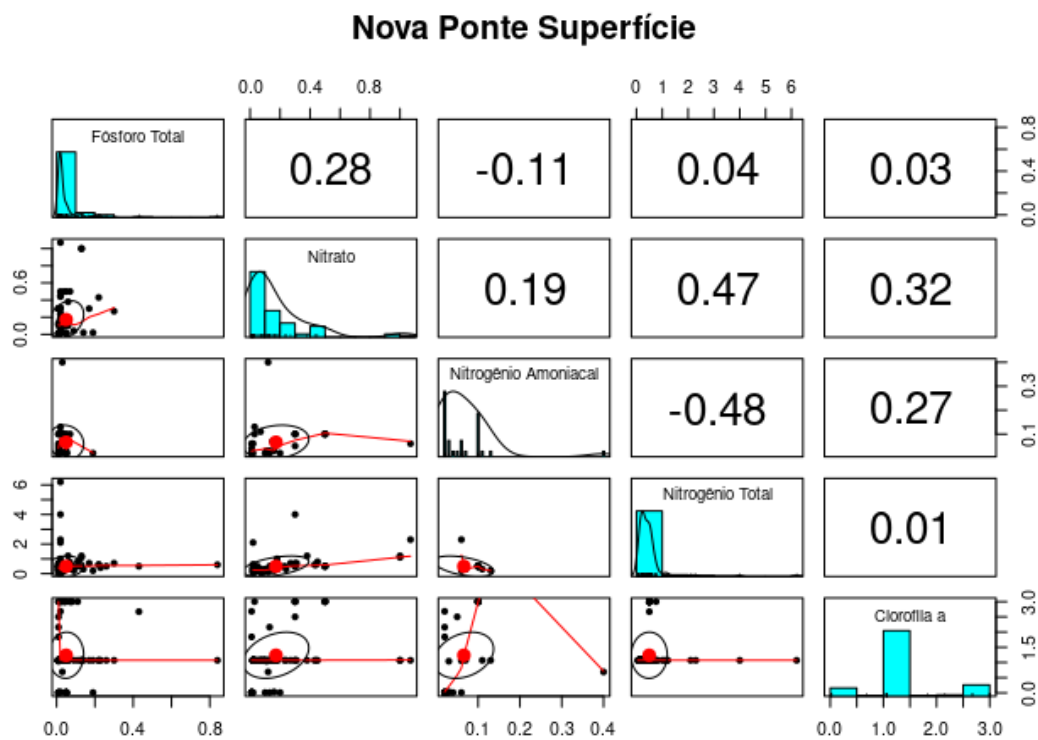 Nova Ponte Superfície
0.0 0.4 0.8 0 1 2 3 4 5 6
Fósforo Total
0.28 -0.11 0.04 0.03
0.8
0.4
0.0
Nitrato
0.6
0.0
0.19 0.47 0.32
Nitrogênio Amoniacal
-0.48 0.27
0.3
0.1
6
4
2
0
Nitrogênio Total
0.01
Clorofila a
3.0
1.5
0.0
0.0 0.4 0.8 0.1 0.2 0.3 0.4 0.0 1.0 2.0 3.0